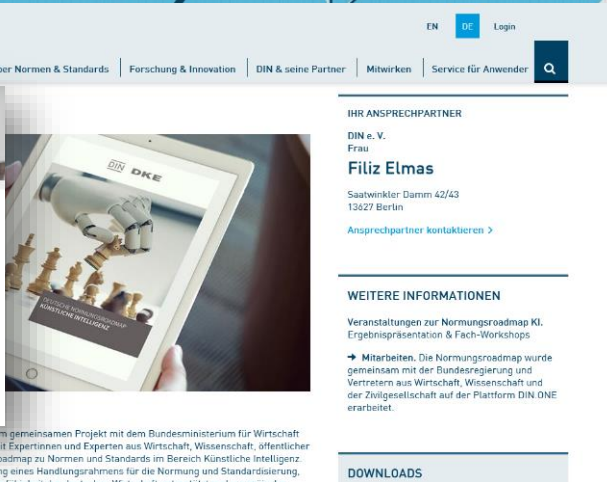 EN DE Login
ber Normen & Standards Forschung & Innovation DIN & seine Partner Mitwirken Service für Anwender
DIN DKE
DEUTSCHE NORMUNGSROADMAP
KÜNSTLICHE INTELLIGENZ
m gemeinsamen Projekt mit dem Bundesministerium für Wirtschaft
it Expertinnen und Experten aus Wirtschaft, Wissenschaft, öffentlicher
oadmap zu Normen und Standards im Bereich Künstliche Intelligenz.
ng eines Handlungsrahmens für die Normung und Standardisierung,
IHR ANSPRECHPARTNER
DIN e. V.
Frau
Filiz Elmas
Saatwinkler Damm 42/43
13627 Berlin
Ansprechpartner kontaktieren >
WEITERE INFORMATIONEN
Veranstaltungen zur Normungsroadmap KI.
Ergebnispräsentation & Fach-Workshops
→ Mitarbeiten. Die Normungsroadmap wurde
gemeinsam mit der Bundesregierung und
Vertretern aus Wirtschaft, Wissenschaft und
der Zivilgesellschaft auf der Plattform DIN.ONE
erarbeitet.
DOWNLOADS